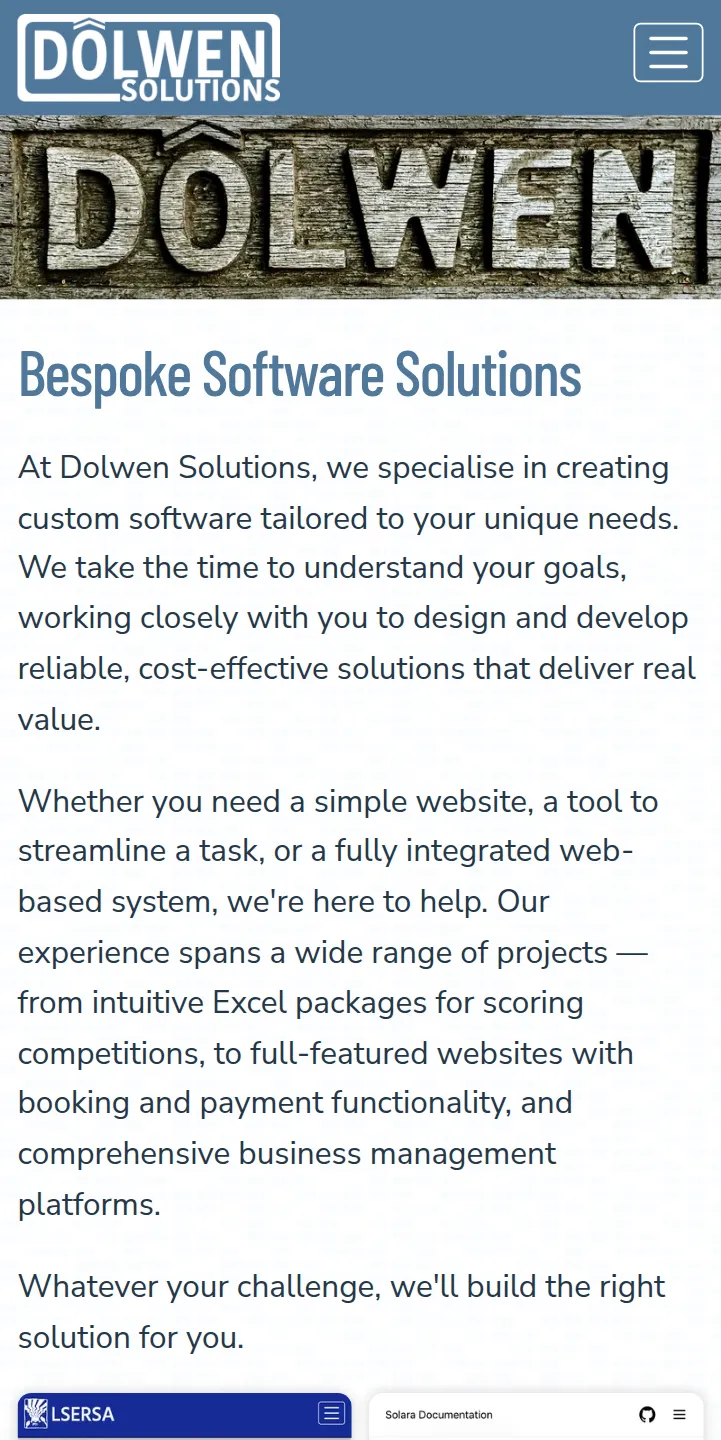 DÔLWEN
SOLUTIONS
DÔLWEN
Bespoke Software Solutions
At Dolwen Solutions, we specialise in creating
custom software tailored to your unique needs.
We take the time to understand your goals,
working closely with you to design and develop
reliable, cost-effective solutions that deliver real
value.
Whether you need a simple website, a tool to
streamline a task, or a fully integrated web-
based system, we're here to help. Our
experience spans a wide range of projects —
from intuitive Excel packages for scoring
competitions, to full-featured websites with
booking and payment functionality, and
comprehensive business management
platforms.
Whatever your challenge, we'll build the right
solution for you.
LSERSA
Solara Documentation